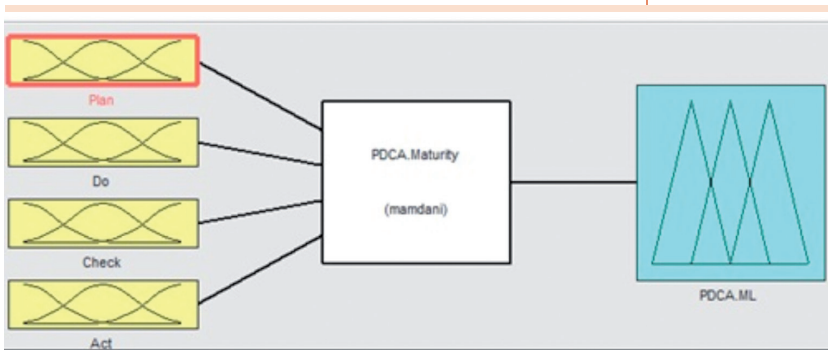 Plan
Do
Check
Act
PDCA.Maturity
(mamdani)
PDCA.ML